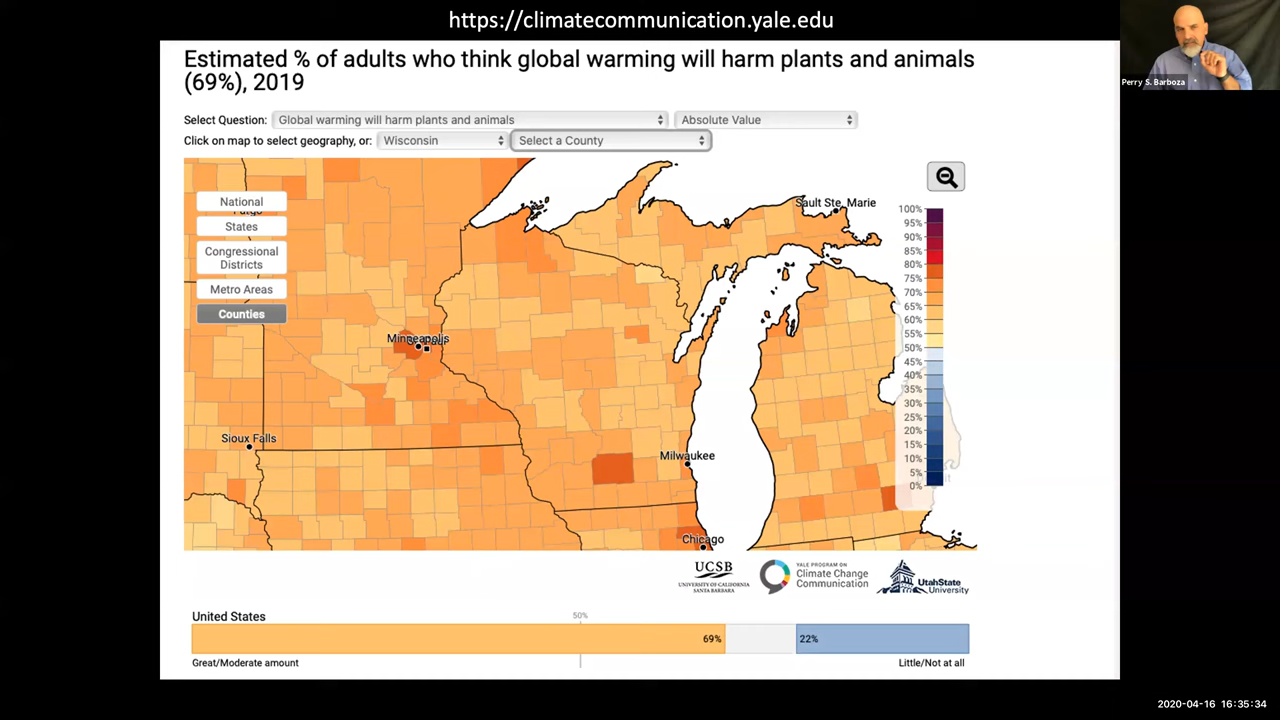 https://climatecommunication.yale.edu
Perry S. Barboza
Estimated % of adults who think global warming will harm plants and animals
(69%), 2019
Select Question: Global warming will harm plants and animals Absolute Value
Click on map to select geography, or: Wisconsin Select a County
National
States
Congressional
Districts
Metro Areas
Counties
Sault Ste. Marie
Minneapolis
Sioux Falls
Milwaukee
Chicago
100%
95%
90%
85%
80%
75%
70%
65%
60%
55%
50%
45%
40%
35%
30%
25%
20%
15%
10%
5%
0%
UCSB
UNIVERSITY OF CALIFORNIA
SANTA BARBARA
YALE PROGRAM ON
Climate Change
Communication
UtahState
University
United States
50%
69%
22%
Great/Moderate amount
Little/Not at all
2020-04-16 16:35:34